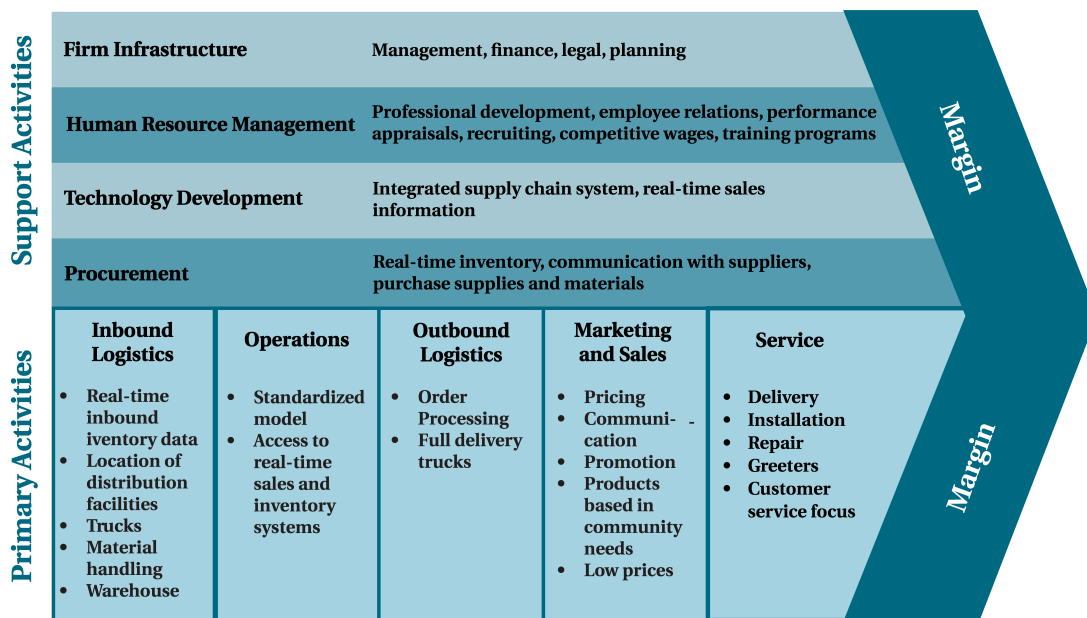 Support Activities
Firm Infrastructure
Management, finance, legal, planning
Human Resource Management
Professional development, employee relations, performance
appraisals, recruiting, competitive wages, training programs
Technology Development
Integrated supply chain system, real-time sales
information
Procurement
Real-time inventory, communication with suppliers,
purchase supplies and materials
Margin
Primary Activities
Inbound
Logistics
• Real-time
inbound
iventory data
• Location of
distribution
facilities
• Trucks
• Material
handling
• Warehouse
Operations
• Standardized
model
• Access to
real-time
sales and
inventory
systems
Outbound
Logistics
• Order
Processing
• Full delivery
trucks
Marketing
and Sales
• Pricing
• Communi- -
cation
• Promotion
• Products
based in
community
needs
• Low prices
Service
• Delivery
• Installation
• Repair
• Greeters
• Customer
service focus
Margin